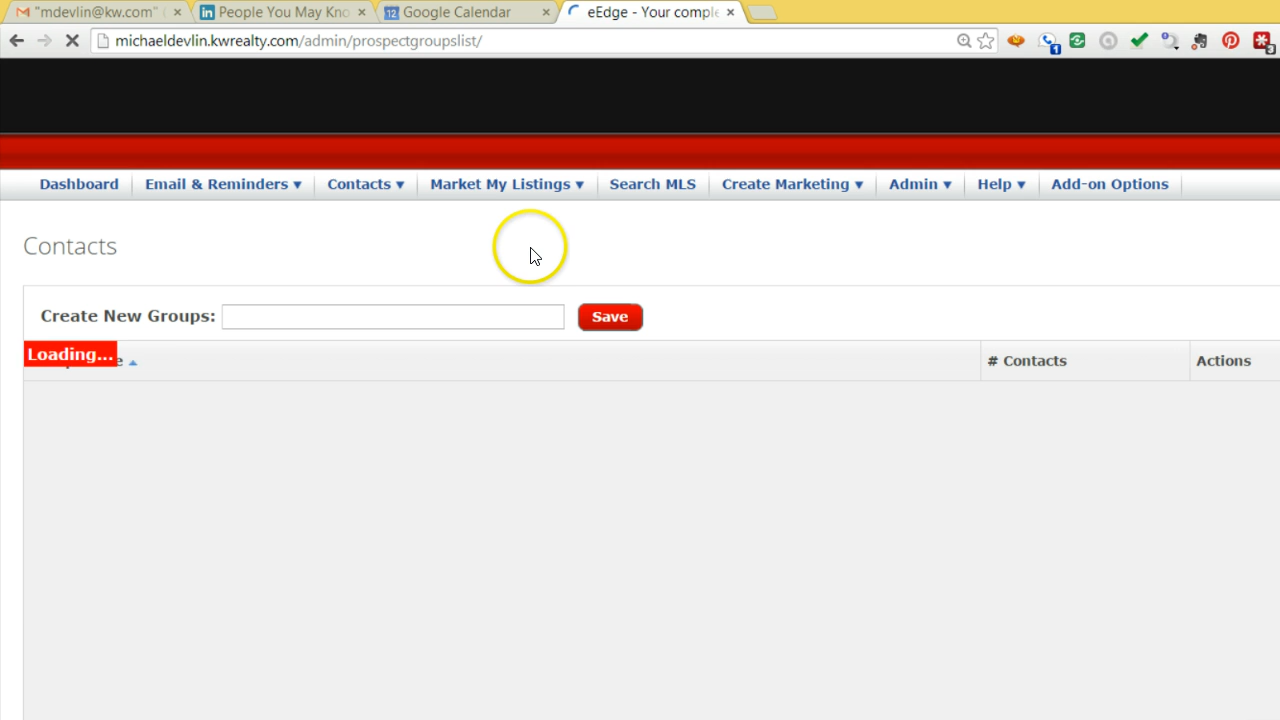 "mdevlin@kw.com" People You May Kno Google Calendar eEdge - Your comple
michaeldevlin.kwrealty.com/admin/prospectgroupslist/
Dashboard Email & Reminders ▼ Contacts ▼ Market My Listings ▼ Search MLS Create Marketing ▼ Admin ▼ Help ▼ Add-on Options
Contacts
Create New Groups: Save
Loading... # Contacts Actions